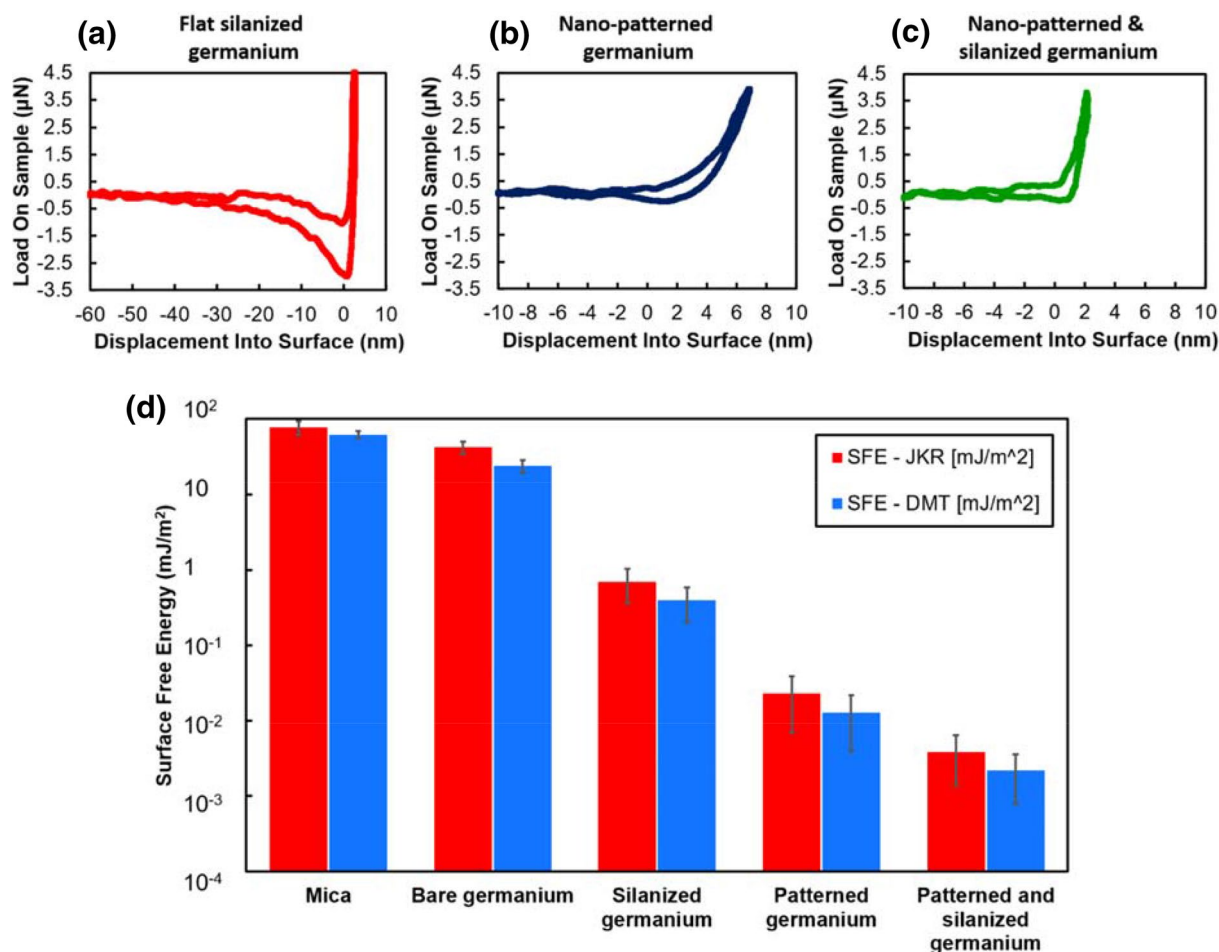 (a)
Flat silanized
germanium
Load On Sample (µN)
4.5
3.5
2.5
1.5
0.5
-0.5
-1.5
-2.5
-3.5
-60 -50 -40 -30 -20 -10 0 10
Displacement Into Surface (nm)
(b)
Nano-patterned
germanium
Load On Sample (µN)
4.5
3.5
2.5
1.5
0.5
-0.5
-1.5
-2.5
-3.5
-10 -8 -6 -4 -2 0 2 4 6 8 10
Displacement Into Surface (nm)
(c)
Nano-patterned &
silanized germanium
Load On Sample (µN)
4.5
3.5
2.5
1.5
0.5
-0.5
-1.5
-2.5
-3.5
-10 -8 -6 -4 -2 0 2 4 6 8 10
Displacement Into Surface (nm)
(d)
Surface Free Energy (mJ/m²)
10²
10
1
10⁻¹
10⁻²
10⁻³
10⁻⁴
SFE - JKR [mJ/m^2]
SFE - DMT [mJ/m^2]
Mica
Bare germanium
Silanized
germanium
Patterned
germanium
Patterned and
silanized
germanium